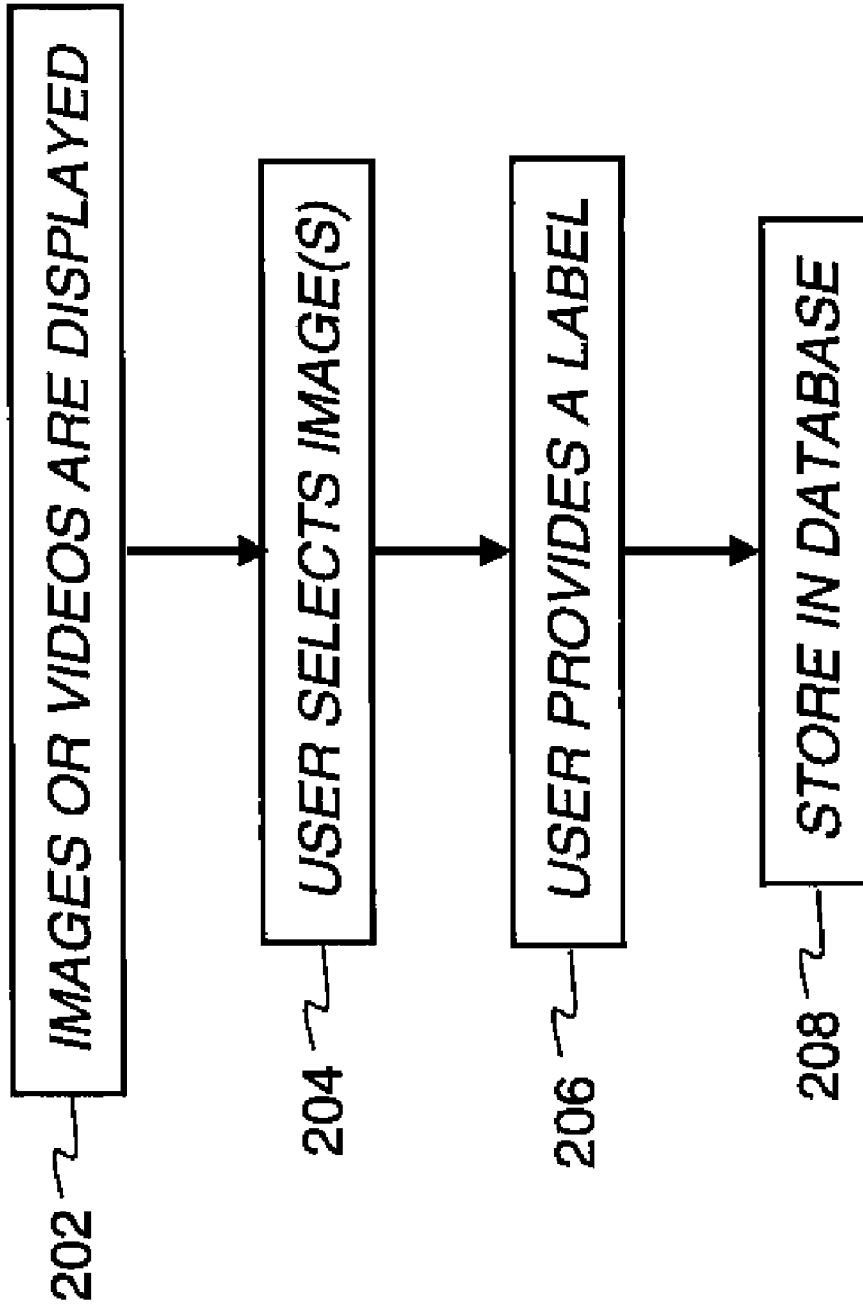 202 IMAGES OR VIDEOS ARE DISPLAYED
204 USER SELECTS IMAGE(S)
206 USER PROVIDES A LABEL
208 STORE IN DATABASE